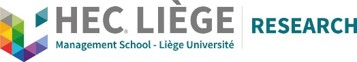 HEC. LIÈGE
Management School - Liège Université
RESEARCH